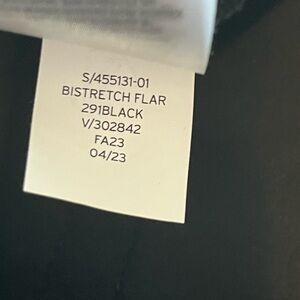 S/455131-01
BISTRETCH FLAR
291BLACK
V/302842
FA23
04/23